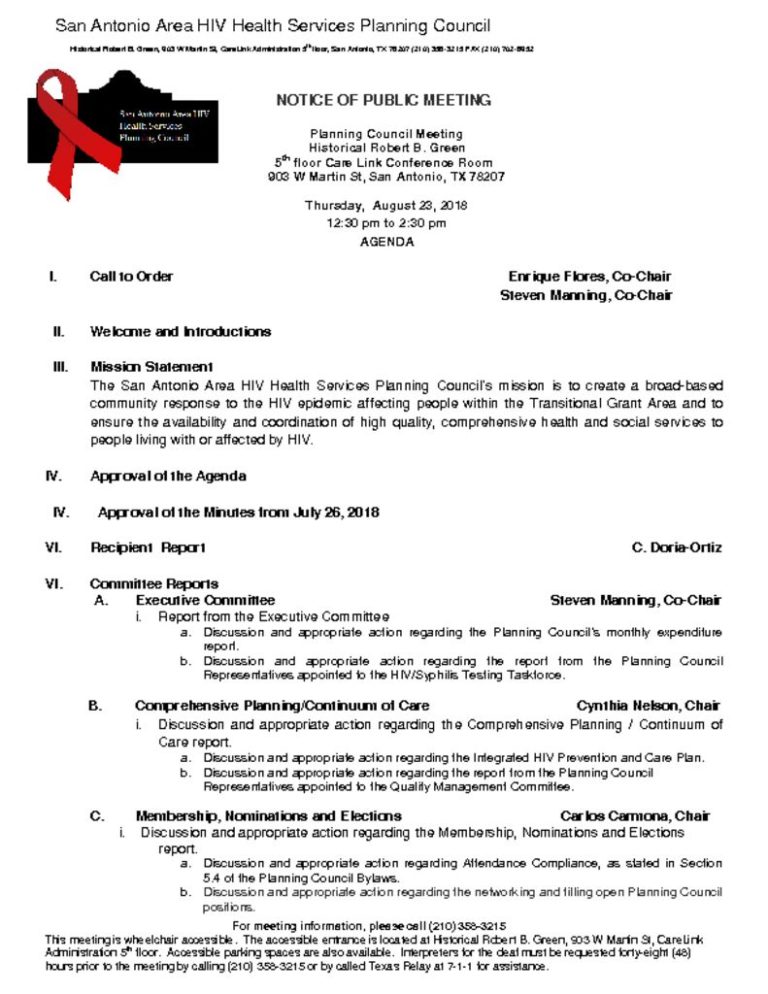 San Antonio Area HIV Health Services Planning Council
Historical Robert B. Green, 903 W Martin St, CareLink Administration 5th floor, San Antonio, TX 78207 (210) 358-3215 FAX (210) 702-6952
San Antonio Area HIV
Health Services
Planning Council
NOTICE OF PUBLIC MEETING
Planning Council Meeting
Historical Robert B. Green
5th floor Care Link Conference Room
903 W Martin St, San Antonio, TX 78207
Thursday, August 23, 2018
12:30 pm to 2:30 pm
AGENDA
I. Call to Order Enrique Flores, Co-Chair
Steven Manning, Co-Chair
II. Welcome and Introductions
III. Mission Statement
The San Antonio Area HIV Health Services Planning Council's mission is to create a broad-based
community response to the HIV epidemic affecting people within the Transitional Grant Area and to
ensure the availability and coordination of high quality, comprehensive health and social services to
people living with or affected by HIV.
IV. Approval of the Agenda
IV. Approval of the Minutes from July 26, 2018
VI. Recipient Report C. Doria-Ortiz
VI. Committee Reports
A. Executive Committee Steven Manning, Co-Chair
i. Report from the Executive Committee
a. Discussion and appropriate action regarding the Planning Council's monthly expenditure
report.
b. Discussion and appropriate action regarding the report from the Planning Council
Representatives appointed to the HIV/Syphilis Testing Taskforce.
B. Comprehensive Planning/Continuum of Care Cynthia Nelson, Chair
i. Discussion and appropriate action regarding the Comprehensive Planning / Continuum of
Care report.
a. Discussion and appropriate action regarding the Integrated HIV Prevention and Care Plan.
b. Discussion and appropriate action regarding the report from the Planning Council
Representatives appointed to the Quality Management Committee.
C. Membership, Nominations and Elections Carlos Carmona, Chair
i. Discussion and appropriate action regarding the Membership, Nominations and Elections
report.
a. Discussion and appropriate action regarding Attendance Compliance, as stated in Section
5.4 of the Planning Council Bylaws.
b. Discussion and appropriate action regarding the networking and filling open Planning Council
positions.
For meeting information, please call (210) 358-3215
This meeting is wheelchair accessible. The accessible entrance is located at Historical Robert B. Green, 903 W Martin St, CareLink
Administration 5th floor. Accessible parking spaces are also available. Interpreters for the deaf must be requested forty-eight (48)
hours prior to the meeting by calling (210) 358-3215 or by called Texas Relay at 7-1-1 for assistance.